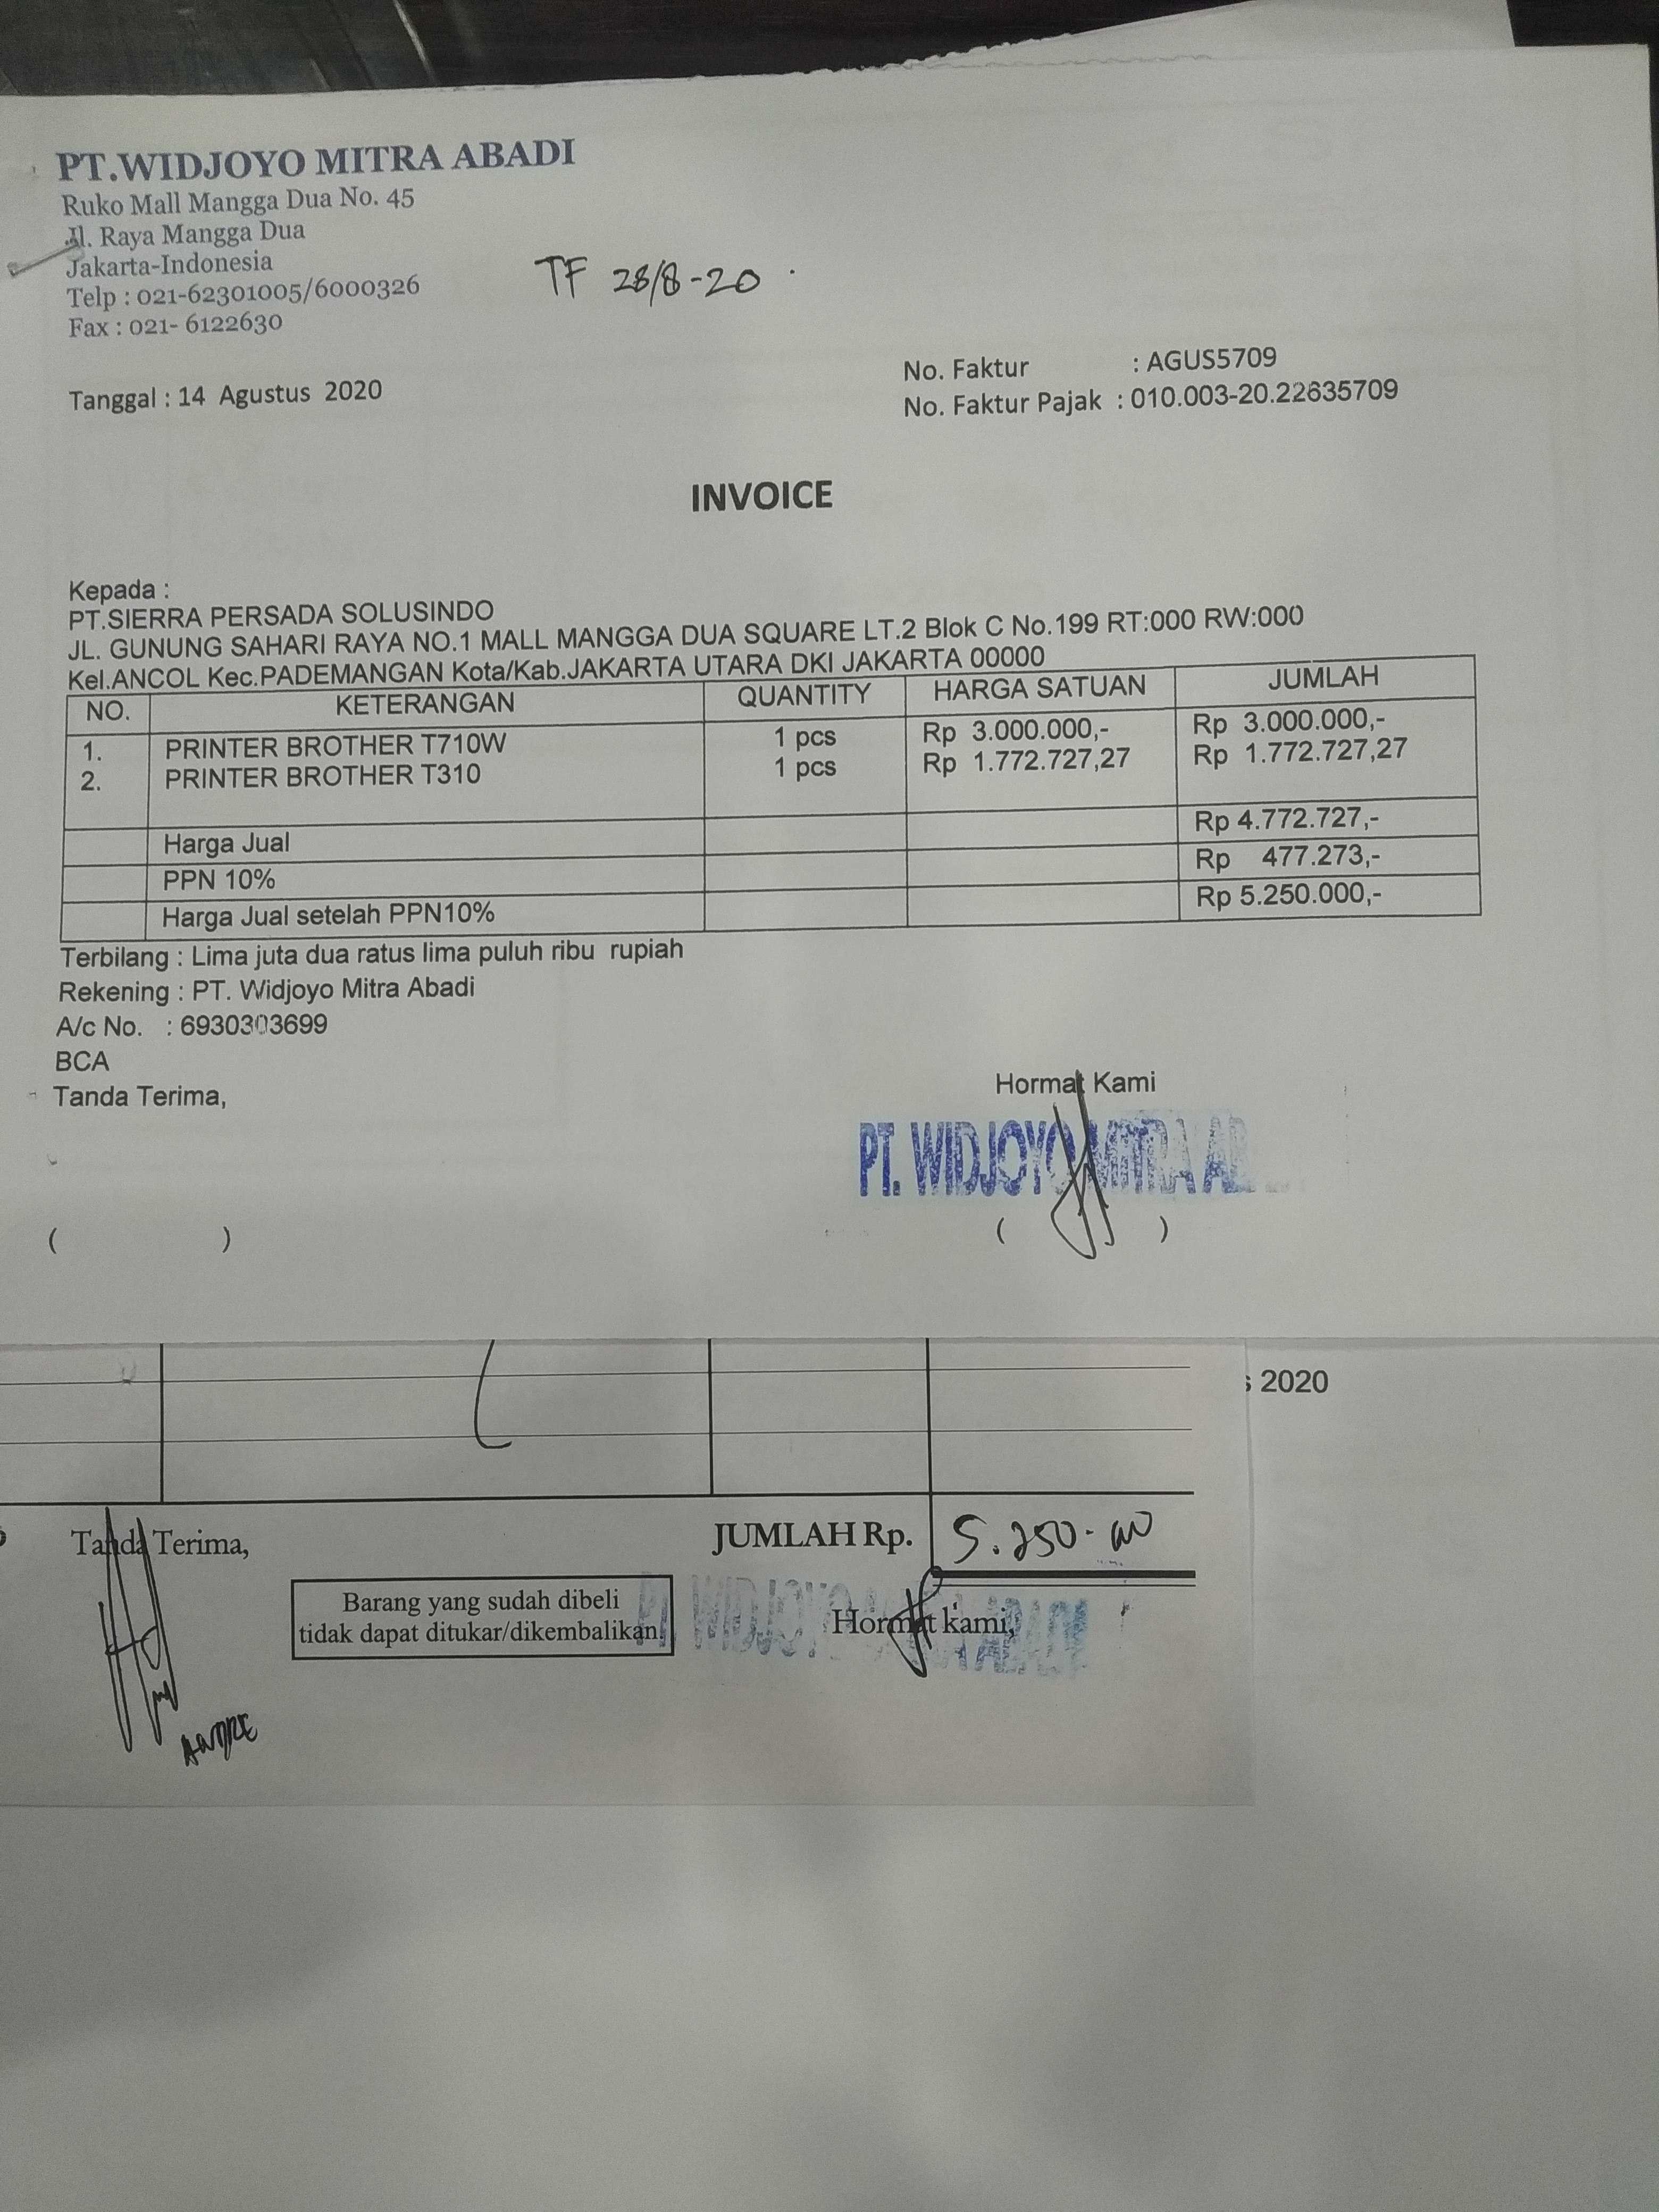 PT.WIDJOYO MITRA ABADI
Ruko Mall Mangga Dua No. 45
Jl. Raya Mangga Dua
Jakarta-Indonesia
Telp : 021-62301005/6000326
Fax : 021- 6122630
TF 28/8-20
Tanggal : 14 Agustus 2020
No. Faktur : AGUS5709
No. Faktur Pajak : 010.003-20.22635709
INVOICE
Kepada :
PT.SIERRA PERSADA SOLUSINDO
JL. GUNUNG SAHARI RAYA NO.1 MALL MANGGA DUA SQUARE LT.2 Blok C No.199 RT:000 RW:000
Kel.ANCOL Kec.PADEMANGAN Kota/Kab.JAKARTA UTARA DKI JAKARTA 00000
NO. KETERANGAN QUANTITY HARGA SATUAN JUMLAH
1. PRINTER BROTHER T710W 1 pcs Rp 3.000.000,- Rp 3.000.000,-
2. PRINTER BROTHER T310 1 pcs Rp 1.772.727,27 Rp 1.772.727,27
Harga Jual Rp 4.772.727,-
PPN 10% Rp 477.273,-
Harga Jual setelah PPN10% Rp 5.250.000,-
Terbilang : Lima juta dua ratus lima puluh ribu rupiah
Rekening : PT. Widjoyo Mitra Abadi
A/c No. : 6930303699
BCA
Tanda Terima,
Hormat Kami
PT. WIDJOYO MITRA AB
( ) ( )
s 2020
Tanda Terima,
JUMLAH Rp. 5.250.00
Barang yang sudah dibeli
tidak dapat ditukar/dikembalikan.
PT. WIDJOYO MITRA ABADI
Hormat kami,
ANDRE